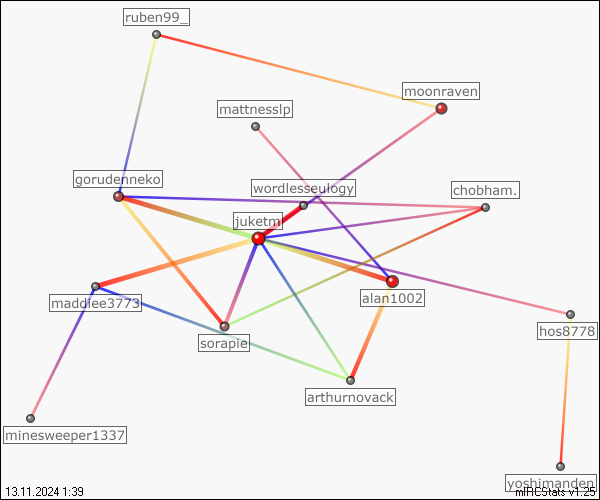 ruben99_
moonraven
mattnesslp
gorudenneko
wordlesseulogy
chobham.
juketm
maddiee3773
alan1002
hos8778
sorapie
arthurnovack
minesweeper1337
yoshimanden
13.11.2024 1:39
mIRCStats v1.25